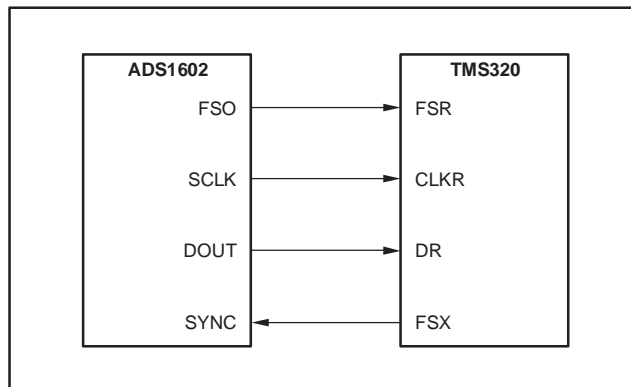 ADS1602 TMS320
FSO FSR
SCLK CLKR
DOUT DR
SYNC FSX